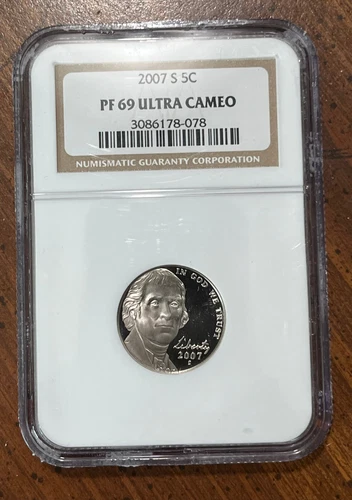 2007 S 5C
PF 69 ULTRA CAMEO
3086178-078
NUMISMATIC GUARANTY CORPORATION
IN GOD WE TRUST
Liberty
2007
S